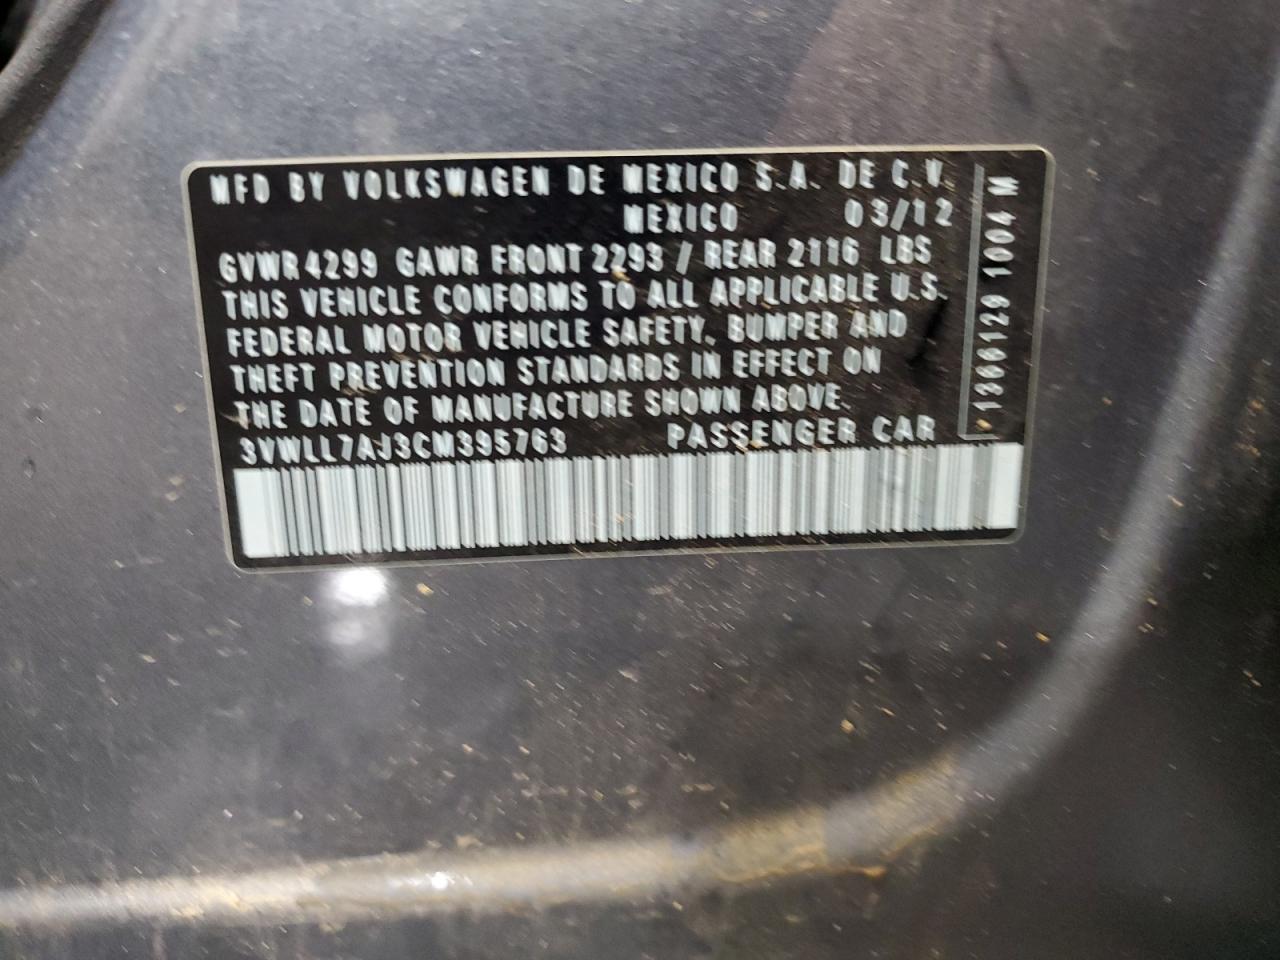 MFD BY VOLKSWAGEN DE MEXICO S.A. DE C.V.
MEXICO 03/12
GVWR 4299 GAWR FRONT 2293 / REAR 2116 LBS
THIS VEHICLE CONFORMS TO ALL APPLICABLE U.S.
FEDERAL MOTOR VEHICLE SAFETY, BUMPER AND
THEFT PREVENTION STANDARDS IN EFFECT ON
THE DATE OF MANUFACTURE SHOWN ABOVE.
3VWLL7AJ3CM395763 PASSENGER CAR
1366129 1004 M